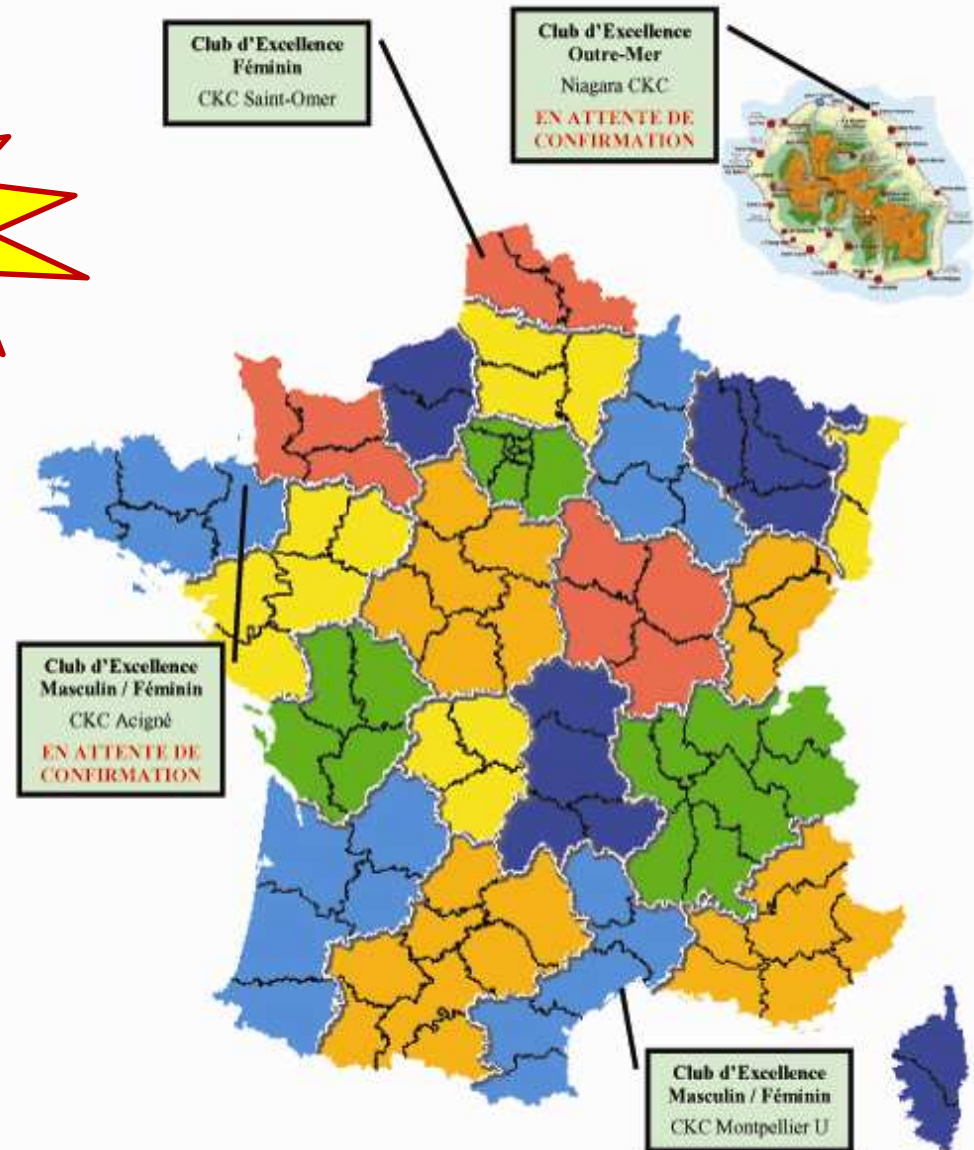 Club d'Excellence
Féminin
CKC Saint-Omer
Club d'Excellence
Outre-Mer
Niagara CKC
EN ATTENTE DE
CONFIRMATION
Club d'Excellence
Masculin / Féminin
CKC Acigné
EN ATTENTE DE
CONFIRMATION
Club d'Excellence
Masculin / Féminin
CKC Montpellier U